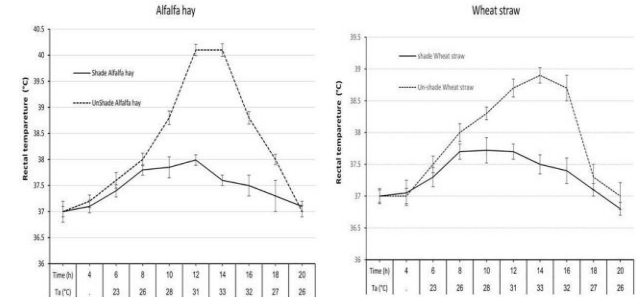 Alfalfa hay
40.5
40
39.5
39
38.5
38
37.5
37
36.5
36
Rectal tempareture (°C)
Shade Alfalfa hay
UnShade Alfalfa hay
Time (h) 4 6 8 10 12 14 16 18 20
Ta (°C) . 23 26 28 31 33 32 27 26
Wheat straw
39.5
39
38.5
38
37.5
37
36.5
36
Rectal tempareture (°C)
shade Wheat straw
Un-shade Wheat straw
Time (h) 4 6 8 10 12 14 16 18 20
Ta (°C) . 23 26 28 31 33 32 27 26